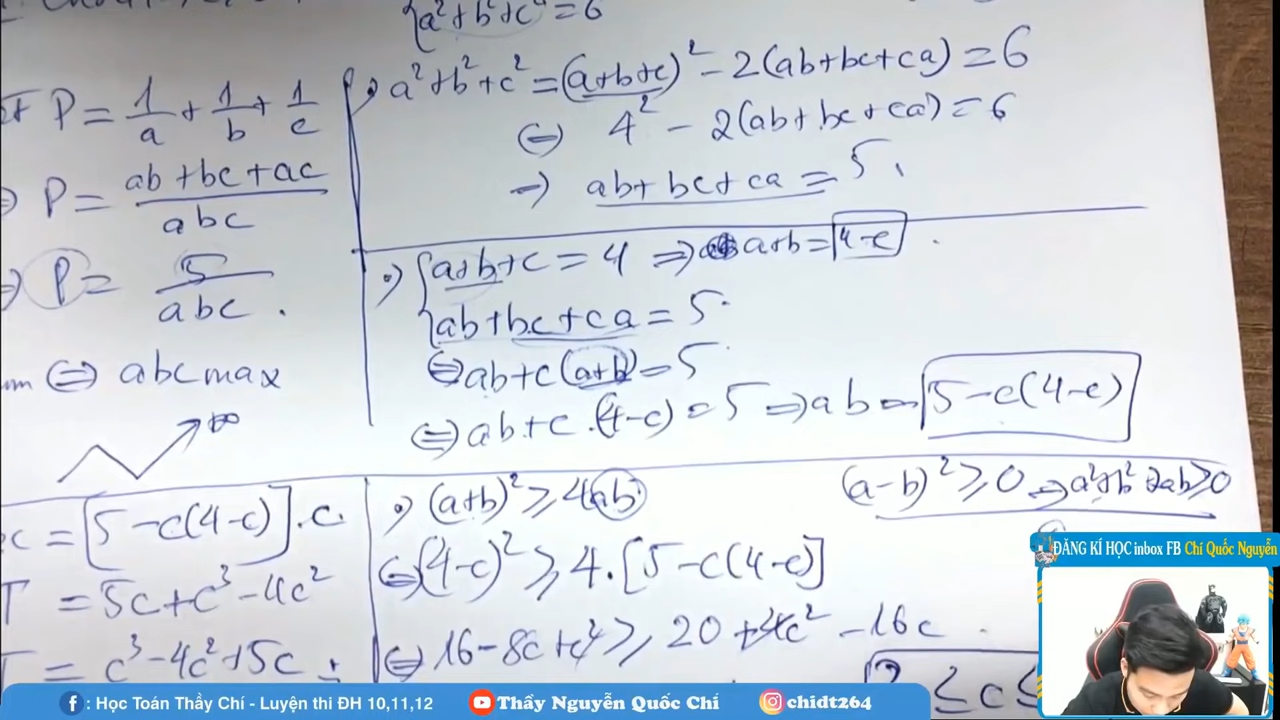 {a²+b²+c²=6
P = 1/a + 1/b + 1/c
⇒ P = (ab+bc+ac)/abc
⇒ P = 5/abc.
⇔ abc max
•) a²+b²+c² = (a+b+c)² − 2(ab+bc+ca) = 6
⇔ 4² − 2(ab+bc+ca) = 6
→ ab+bc+ca = 5.
•) {a+b+c = 4 ⇒ a+b = 4-c
{ab+bc+ca = 5
⇔ ab+c(a+b) = 5
⇔ ab+c.(4−c) = 5 ⇒ ab = 5−c(4−c)
= [5−c(4−c)].c
T = 5c+c³−4c²
T = c³−4c²+5c
•) (a+b)² ≥ 4ab
(a−b)² ≥ 0 → a²+b²−2ab ≥ 0
⇔ (4−c)² ≥ 4.[5−c(4−c)]
⇔ 16−8c+c² ≥ 20+4c²−16c
≤ c ≤
ĐĂNG KÍ HỌC inbox FB Chí Quốc Nguyễn
: Học Toán Thầy Chí - Luyện thi ĐH 10,11,12
Thầy Nguyễn Quốc Chí
chidt264